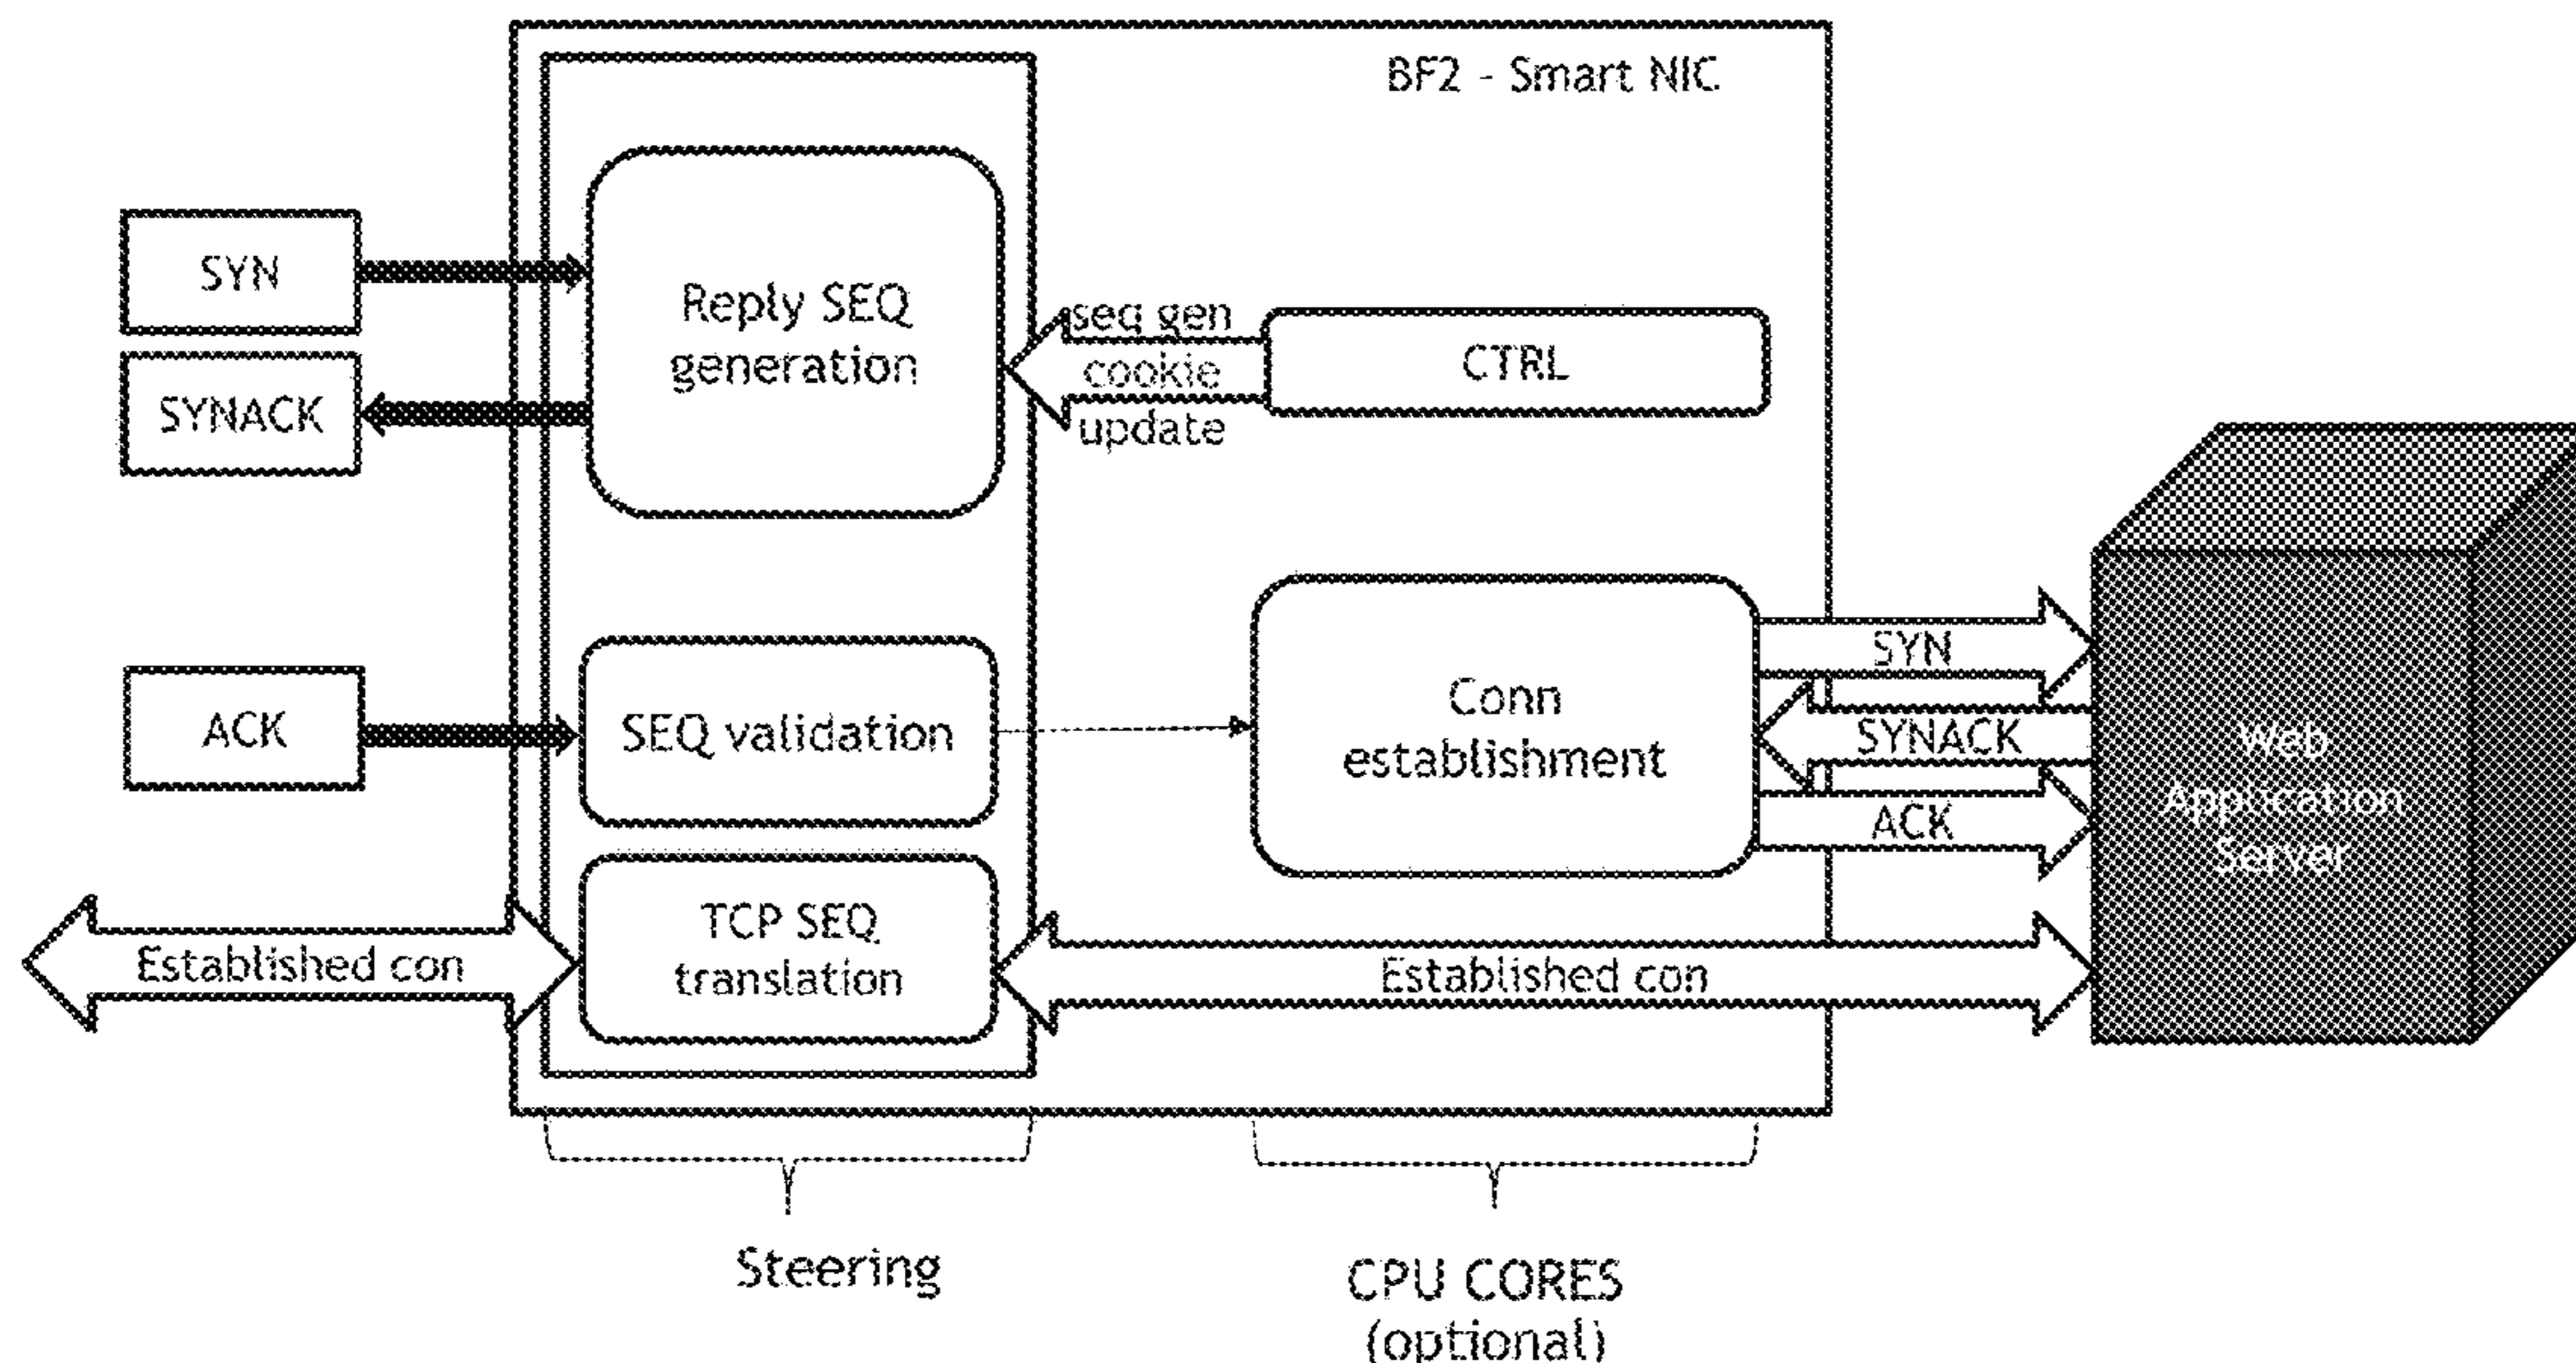 BF2 - Smart NIC
SYN
SYNACK
Reply SEQ
generation
seq gen
cookie
update
CTRL
ACK
SEQ validation
Conn
establishment
SYN
SYNACK
ACK
Web
Application
Server
Established con
TCP SEQ
translation
Established con
Steering
CPU CORES
(optional)